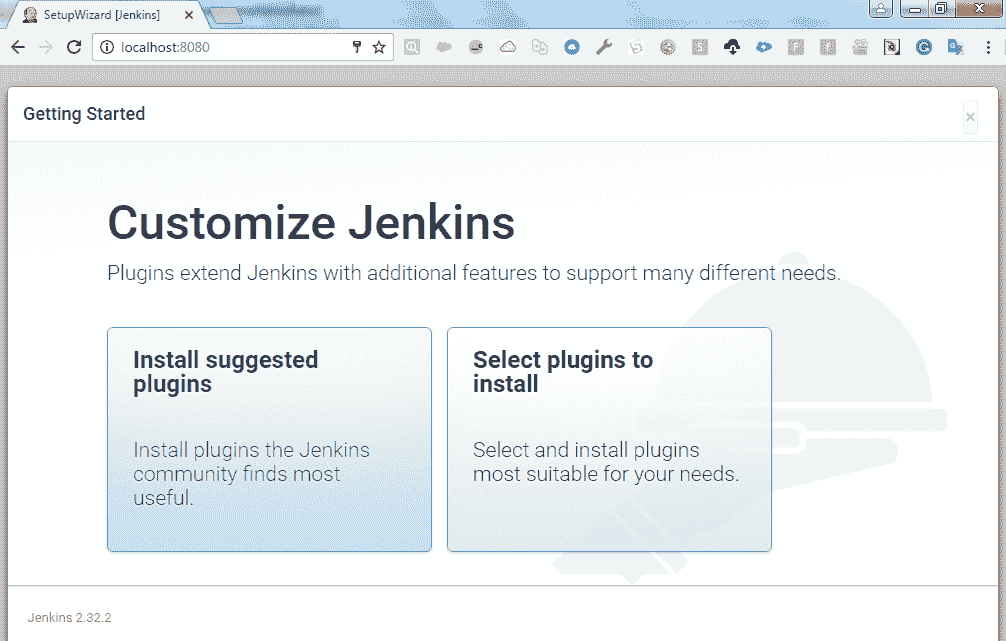 SetupWizard [Jenkins]
localhost:8080
Getting Started
Customize Jenkins
Plugins extend Jenkins with additional features to support many different needs.
Install suggested
plugins
Install plugins the Jenkins
community finds most
useful.
Select plugins to
install
Select and install plugins
most suitable for your needs.
Jenkins 2.32.2